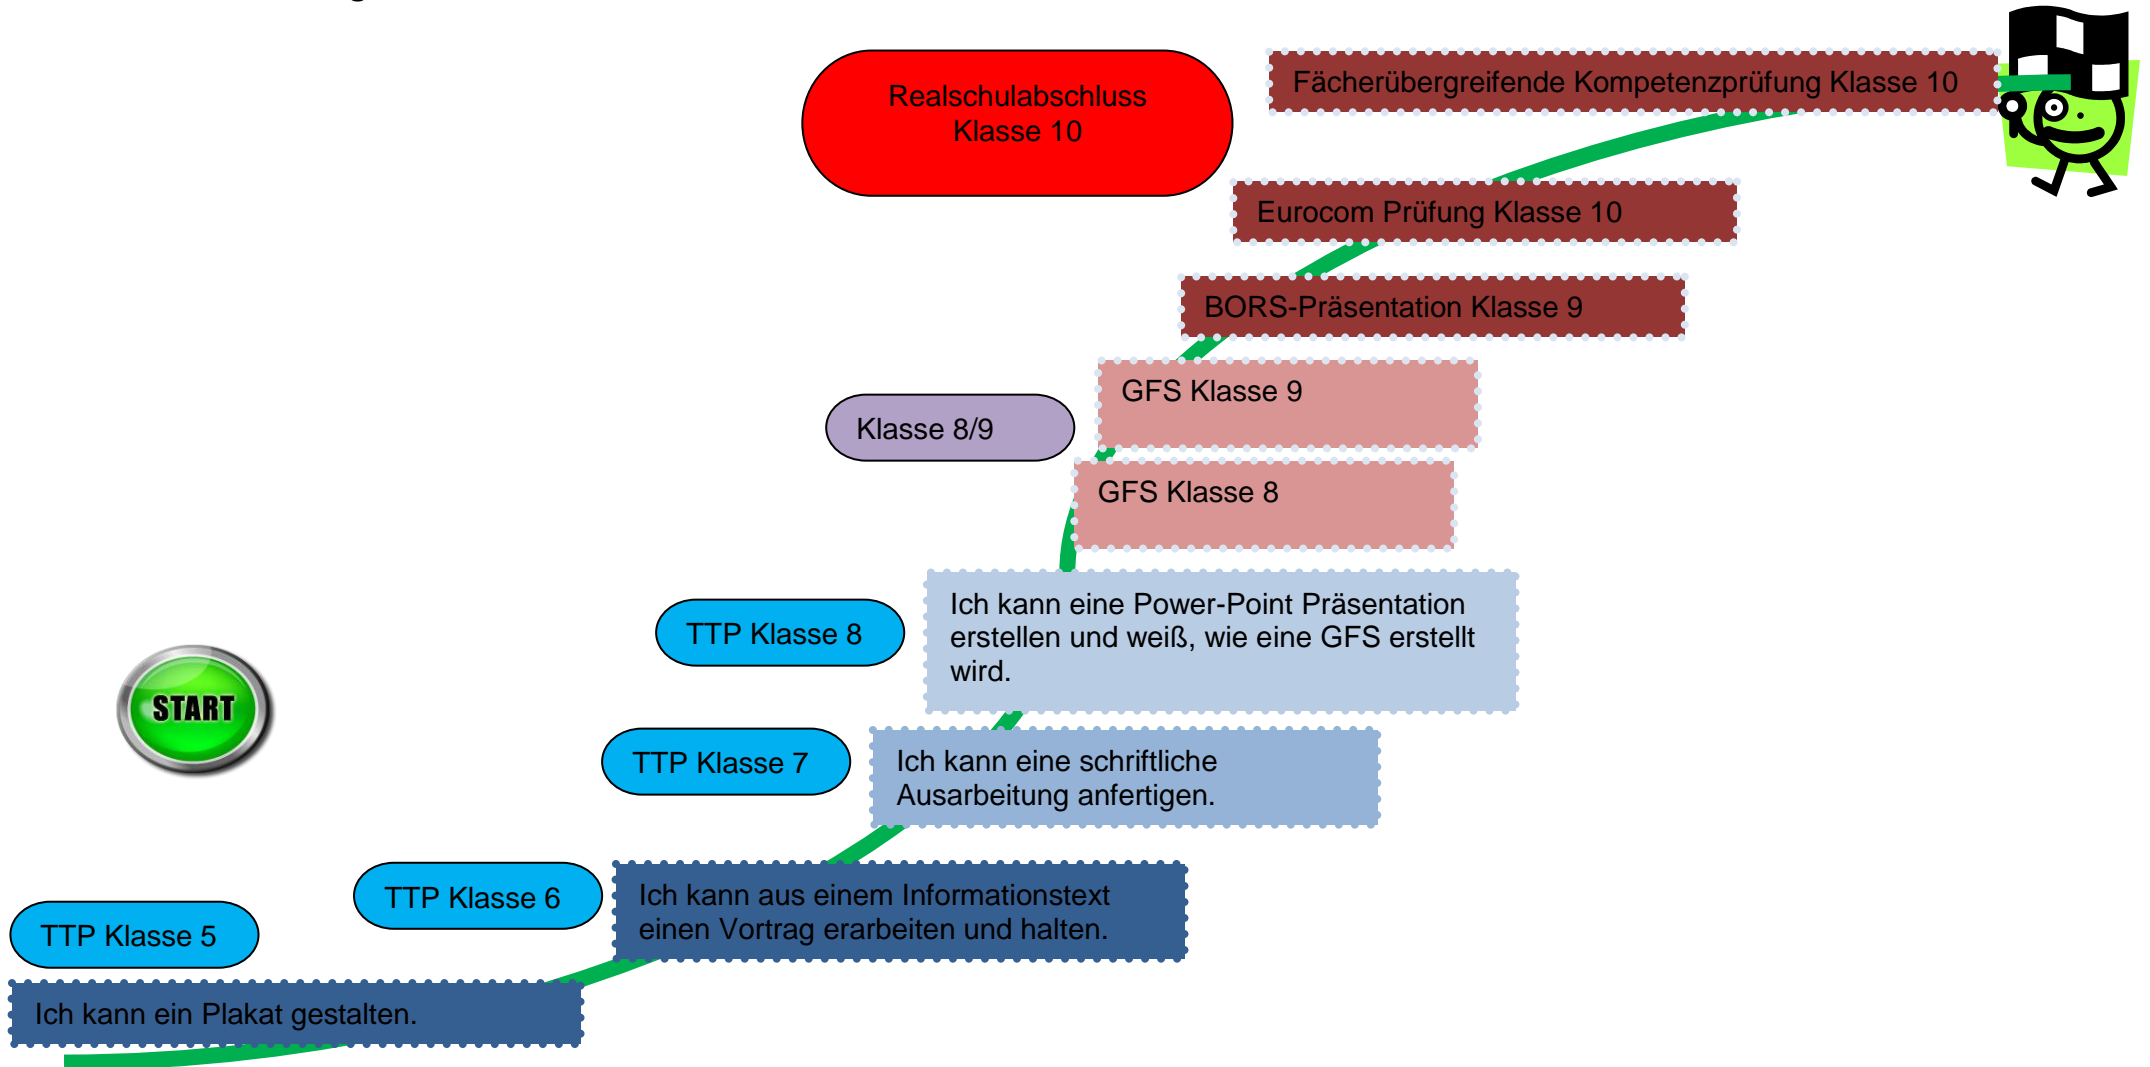 Fächerübergreifende Kompetenzprüfung Klasse 10
Realschulabschluss
Klasse 10
Eurocom Prüfung Klasse 10
BORS-Präsentation Klasse 9
GFS Klasse 9
Klasse 8/9
GFS Klasse 8
TTP Klasse 8
Ich kann eine Power-Point Präsentation
erstellen und weiß, wie eine GFS erstellt
wird.
START
TTP Klasse 7
Ich kann eine schriftliche
Ausarbeitung anfertigen.
TTP Klasse 6
Ich kann aus einem Informationstext
einen Vortrag erarbeiten und halten.
TTP Klasse 5
Ich kann ein Plakat gestalten.